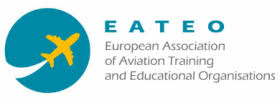 EATEO
European Association
of Aviation Training
and Educational Organisations